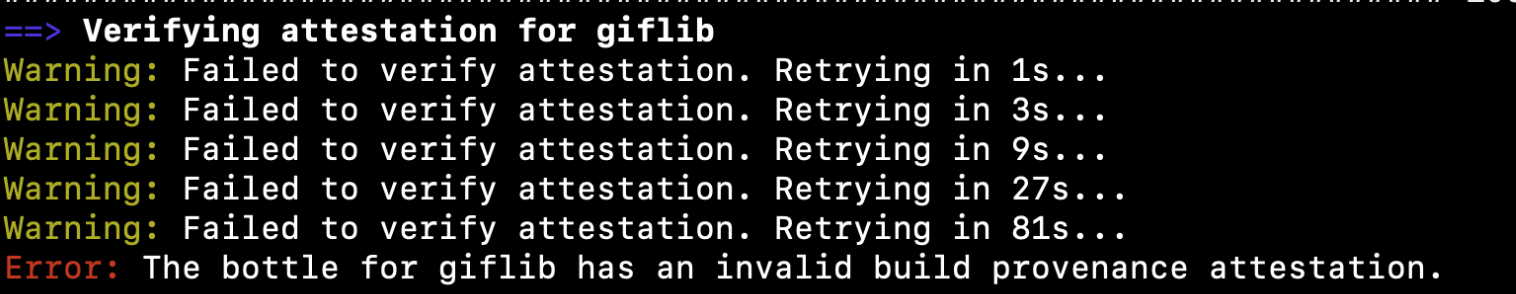 ==> Verifying attestation for giflib
Warning: Failed to verify attestation. Retrying in 1s...
Warning: Failed to verify attestation. Retrying in 3s...
Warning: Failed to verify attestation. Retrying in 9s...
Warning: Failed to verify attestation. Retrying in 27s...
Warning: Failed to verify attestation. Retrying in 81s...
Error: The bottle for giflib has an invalid build provenance attestation.